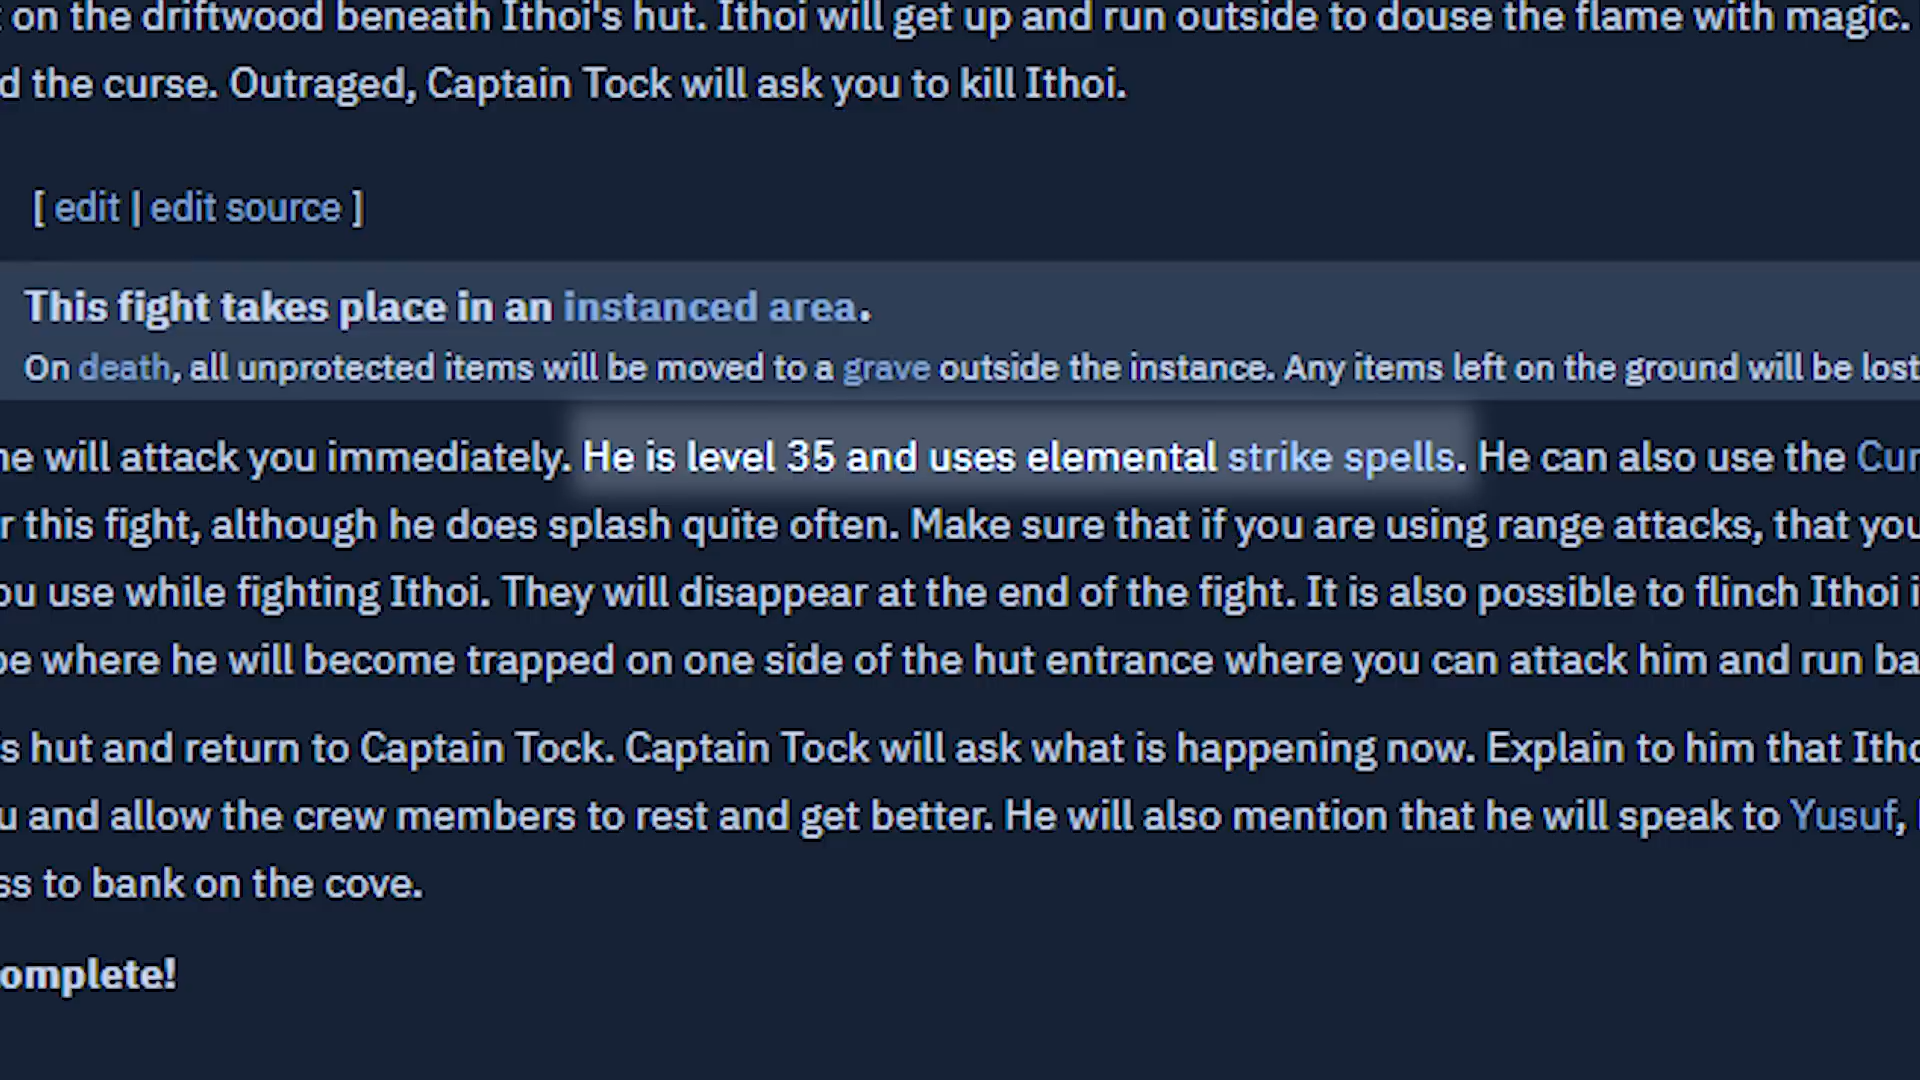 on the driftwood beneath Ithoi's hut. Ithoi will get up and run outside to douse the flame with magic.
d the curse. Outraged, Captain Tock will ask you to kill Ithoi.
[ edit | edit source ]
This fight takes place in an instanced area.
On death, all unprotected items will be moved to a grave outside the instance. Any items left on the ground will be lost
he will attack you immediately. He is level 35 and uses elemental strike spells. He can also use the Cur
r this fight, although he does splash quite often. Make sure that if you are using range attacks, that you
ou use while fighting Ithoi. They will disappear at the end of the fight. It is also possible to flinch Ithoi i
be where he will become trapped on one side of the hut entrance where you can attack him and run ba
's hut and return to Captain Tock. Captain Tock will ask what is happening now. Explain to him that Itho
u and allow the crew members to rest and get better. He will also mention that he will speak to Yusuf,
ss to bank on the cove.
omplete!